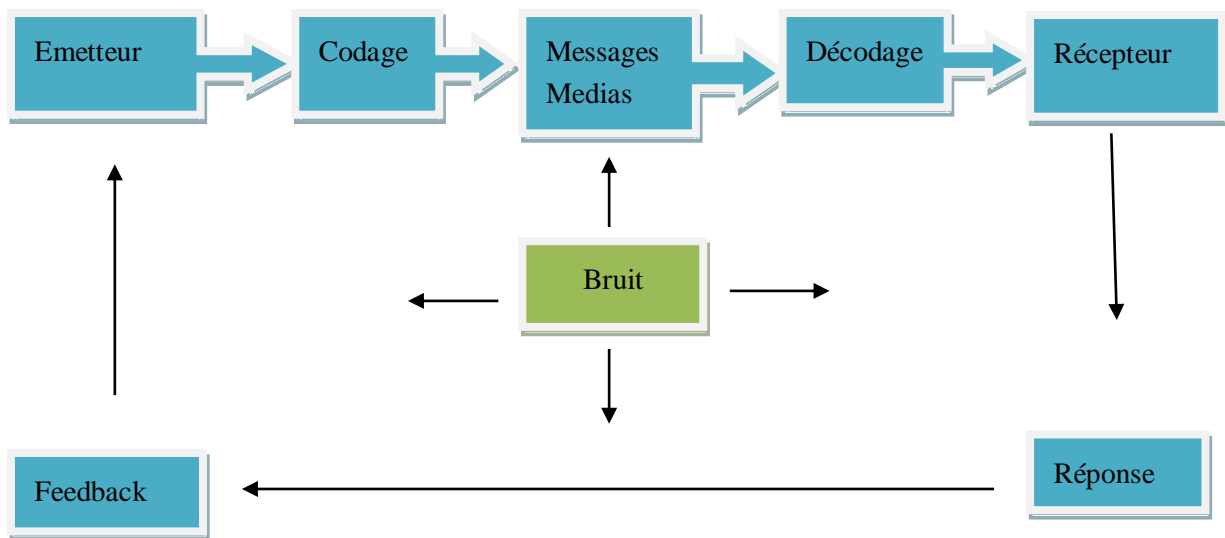 Emetteur
Codage
Messages
Medias
Décodage
Récepteur
Bruit
Feedback
Réponse